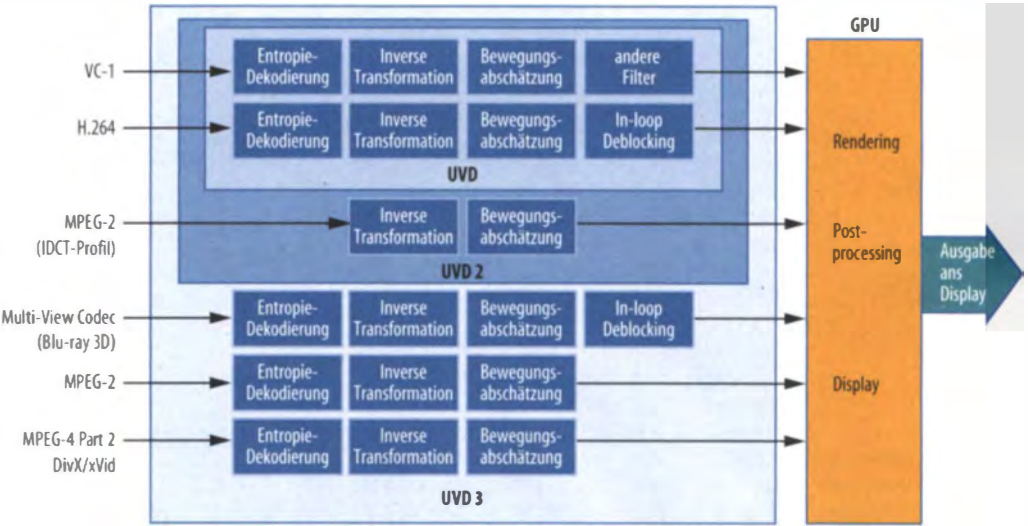 GPU
VC-1
Entropie-
Dekodierung
Inverse
Transformation
Bewegungs-
abschätzung
andere
Filter
H.264
Entropie-
Dekodierung
Inverse
Transformation
Bewegungs-
abschätzung
In-loop
Deblocking
UVD
MPEG-2
(IDCT-Profil)
Inverse
Transformation
Bewegungs-
abschätzung
UVD 2
Multi-View Codec
(Blu-ray 3D)
Entropie-
Dekodierung
Inverse
Transformation
Bewegungs-
abschätzung
In-loop
Deblocking
MPEG-2
Entropie-
Dekodierung
Inverse
Transformation
Bewegungs-
abschätzung
MPEG-4 Part 2
DivX/xVid
Entropie-
Dekodierung
Inverse
Transformation
Bewegungs-
abschätzung
UVD 3
Rendering
Post-
processing
Display
Ausgabe
ans
Display